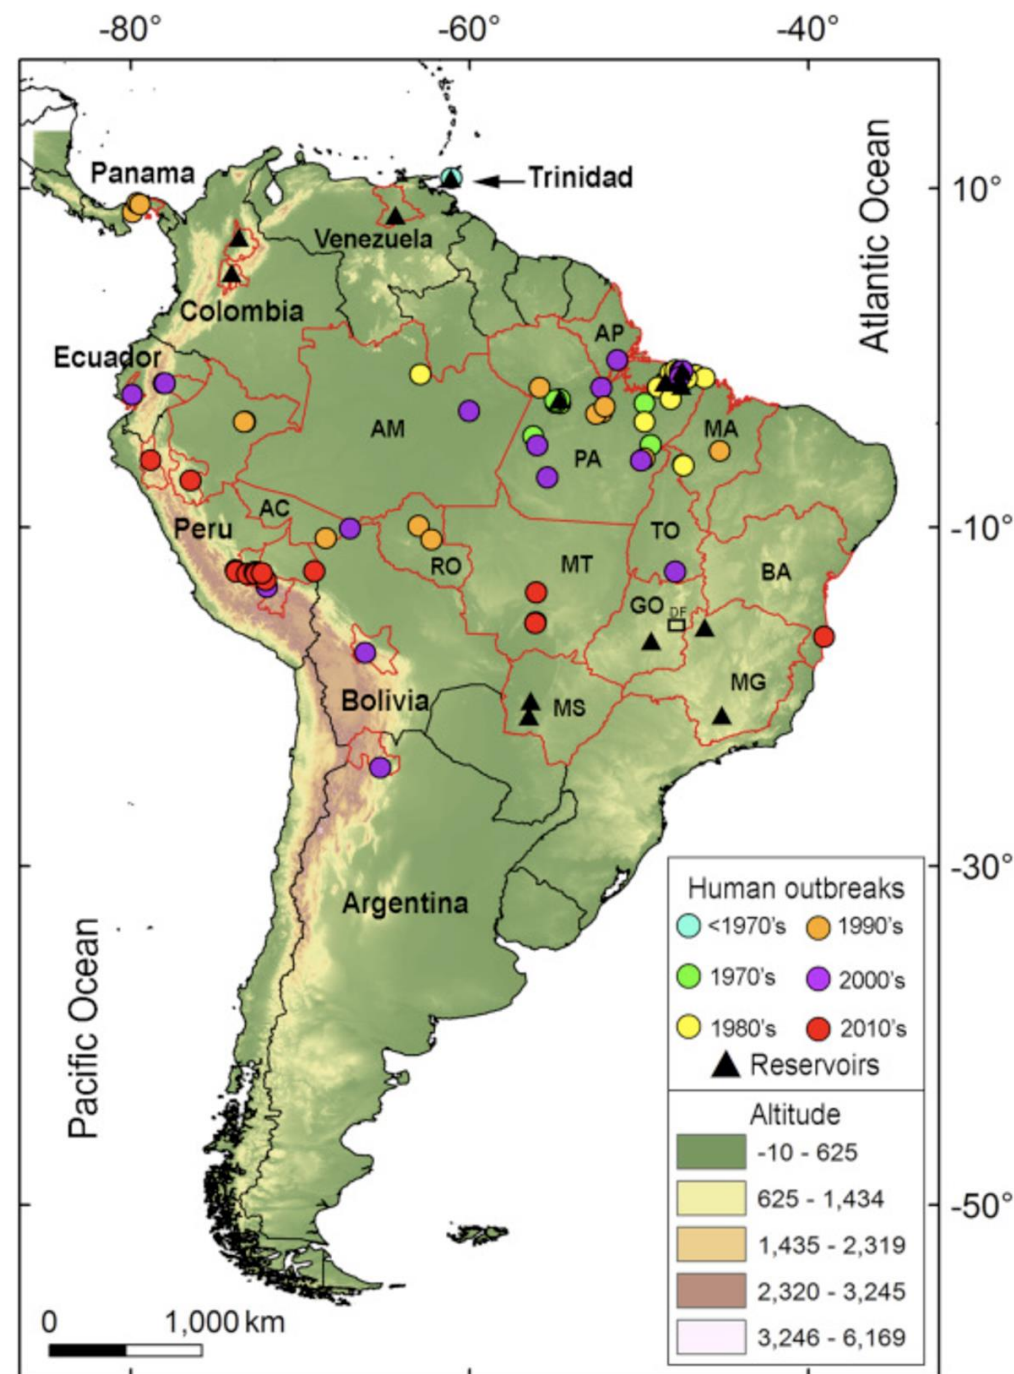 -80° -60° -40°
Atlantic Ocean
Panama
Trinidad
10°
Venezuela
Colombia
AP
Ecuador
AM
MA
PA
AC
Peru
TO
-10°
RO
MT
BA
GO
DF
MG
Bolivia
MS
-30°
Argentina
Human outbreaks
<1970's 1990's
1970's 2000's
1980's 2010's
Reservoirs
Pacific Ocean
Altitude
-10 - 625
625 - 1,434
-50°
1,435 - 2,319
2,320 - 3,245
0 1,000 km
3,246 - 6,169